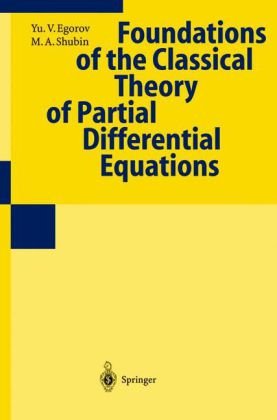 Yu. V. Egorov
M. A. Shubin
Foundations
of the Classical
Theory
of Partial
Differential
Equations
Springer